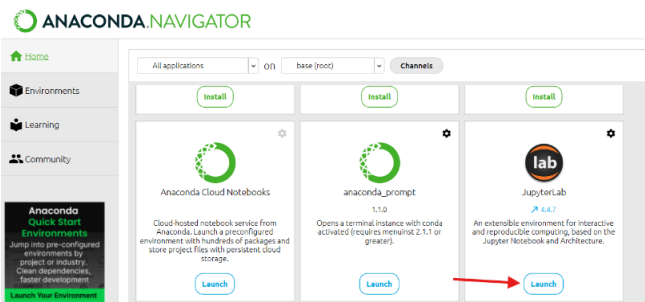 ANACONDA.NAVIGATOR
Home
Environments
Learning
Community
All applications
on
base (root)
Channels
Install
Install
Install
Anaconda Cloud Notebooks
Cloud-hosted notebook service from
Anaconda. Launch a preconfigured
environment with hundreds of packages and
store project files with persistent cloud
storage.
Launch
anaconda_prompt
1.1.0
Opens a terminal instance with conda
activated (requires menuinst 2.1.1 or
greater).
Launch
lab
JupyterLab
4.4.7
An extensible environment for interactive
and reproducible computing, based on the
Jupyter Notebook and Architecture.
Launch
Anaconda
Quick Start
Environments
Jump into pre-configured
environments by
project or industry.
Clean dependencies,
faster development
Launch Your Environment